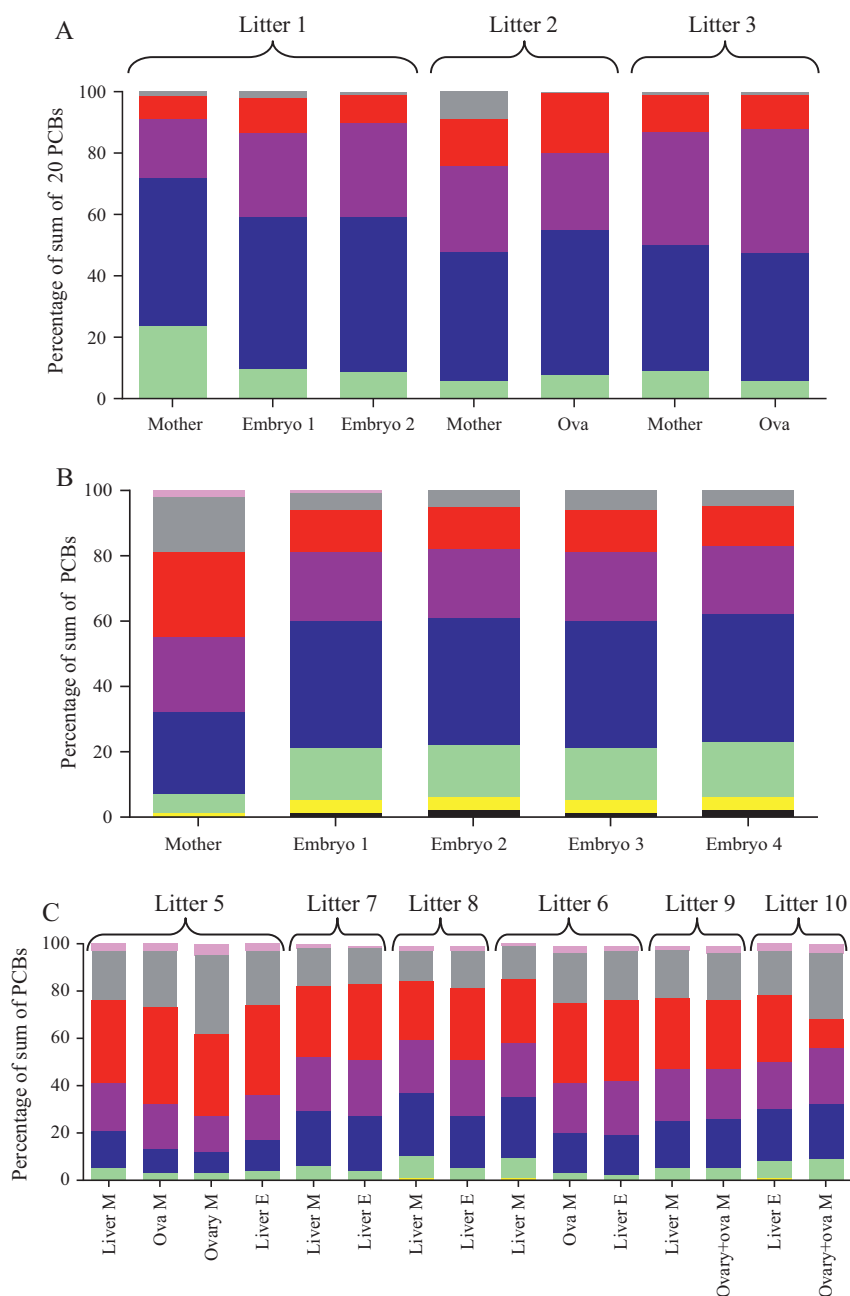 A
Litter 1 Litter 2 Litter 3
Percentage of sum of 20 PCBs
100
80
60
40
20
0
Mother Embryo 1 Embryo 2 Mother Ova Mother Ova
B
Percentage of sum of PCBs
100
80
60
40
20
0
Mother Embryo 1 Embryo 2 Embryo 3 Embryo 4
C
Litter 5 Litter 7 Litter 8 Litter 6 Litter 9 Litter 10
Percentage of sum of PCBs
100
80
60
40
20
0
Liver M
Ova M
Ovary M
Liver E
Liver M
Liver E
Liver M
Liver E
Liver M
Ova M
Liver E
Liver M
Ovary+ova M
Liver E
Ovary+ova M